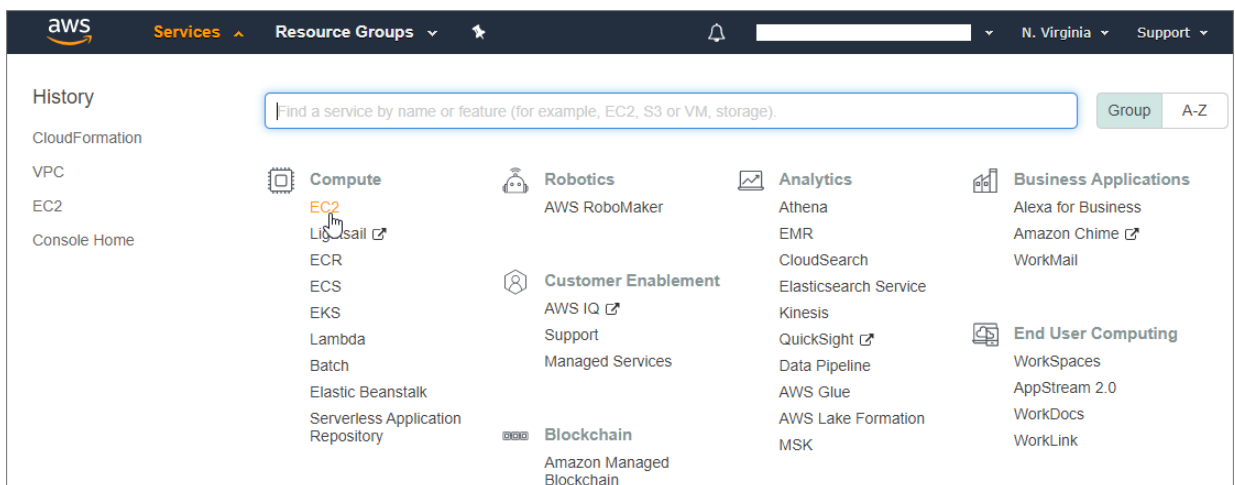 aws Services Resource Groups N. Virginia Support
History
CloudFormation
VPC
EC2
Console Home
Find a service by name or feature (for example, EC2, S3 or VM, storage).
Group A-Z
Compute
EC2
Lightsail
ECR
ECS
EKS
Lambda
Batch
Elastic Beanstalk
Serverless Application
Repository
Robotics
AWS RoboMaker
Customer Enablement
AWS IQ
Support
Managed Services
Blockchain
Amazon Managed
Blockchain
Analytics
Athena
EMR
CloudSearch
Elasticsearch Service
Kinesis
QuickSight
Data Pipeline
AWS Glue
AWS Lake Formation
MSK
Business Applications
Alexa for Business
Amazon Chime
WorkMail
End User Computing
WorkSpaces
AppStream 2.0
WorkDocs
WorkLink